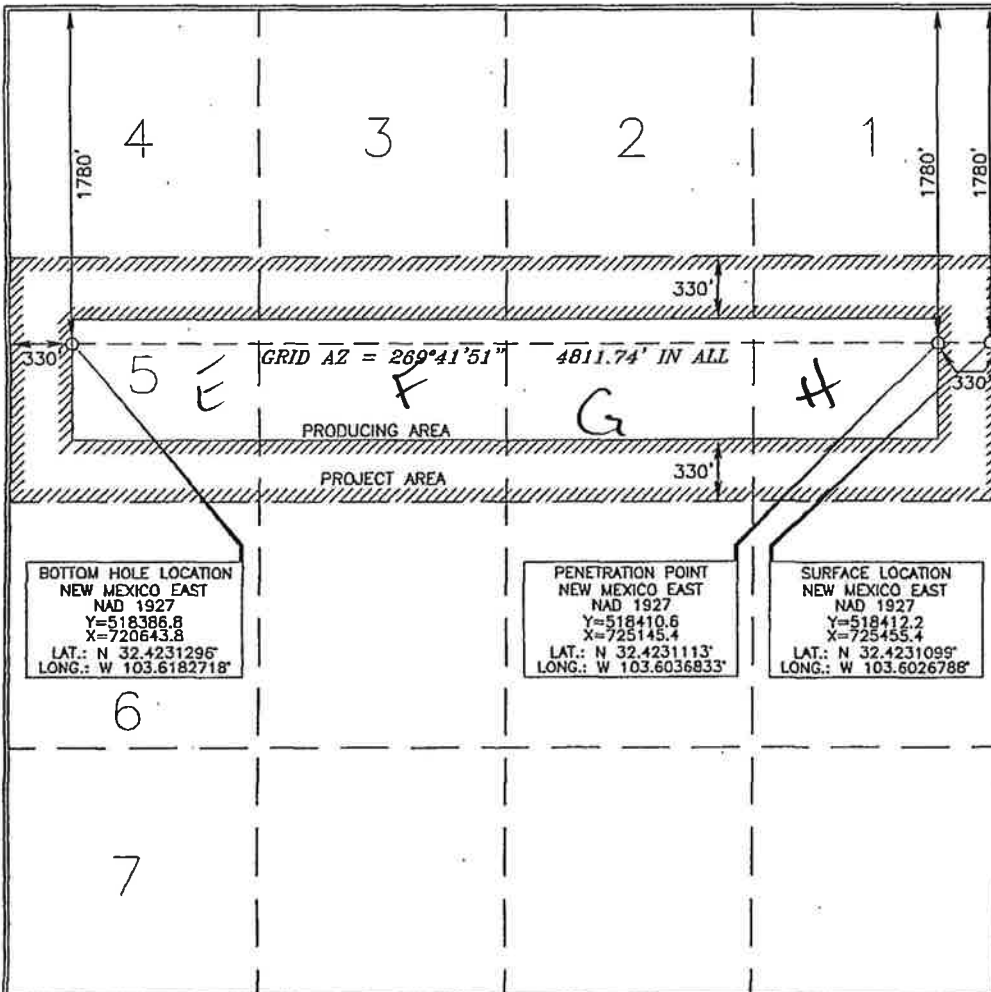 4 3 2 1
1780' 1780' 1780'
330'
330' GRID AZ = 269°41'51" 4811.74' IN ALL 330'
5 E F G H
PRODUCING AREA
330'
PROJECT AREA
BOTTOM HOLE LOCATION
NEW MEXICO EAST
NAD 1927
Y=518386.8
X=720643.8
LAT.: N 32.4231296°
LONG.: W 103.6182718°
PENETRATION POINT
NEW MEXICO EAST
NAD 1927
Y=518410.6
X=725145.4
LAT.: N 32.4231113°
LONG.: W 103.6036833°
SURFACE LOCATION
NEW MEXICO EAST
NAD 1927
Y=518412.2
X=725455.4
LAT.: N 32.4231099°
LONG.: W 103.6026788°
6
7